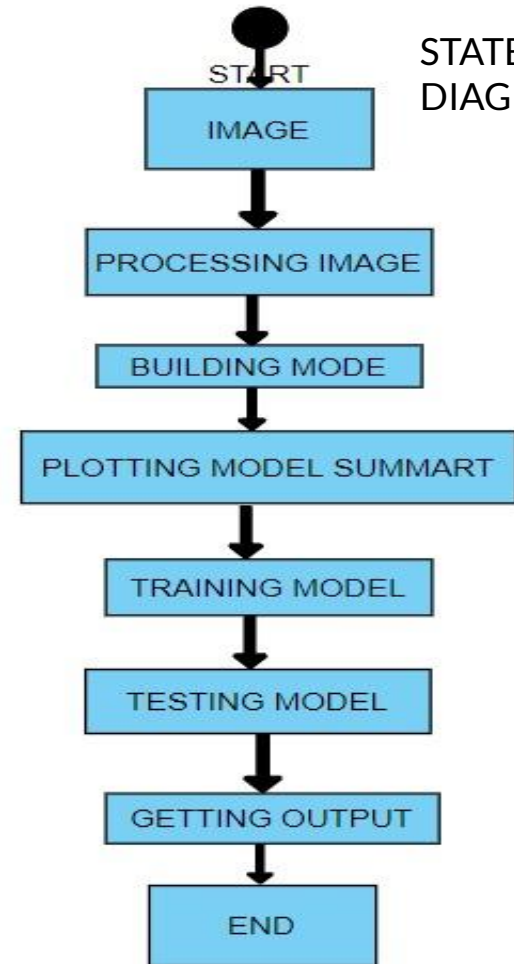 STATE
DIAG
START
IMAGE
PROCESSING IMAGE
BUILDING MODE
PLOTTING MODEL SUMMART
TRAINING MODEL
TESTING MODEL
GETTING OUTPUT
END